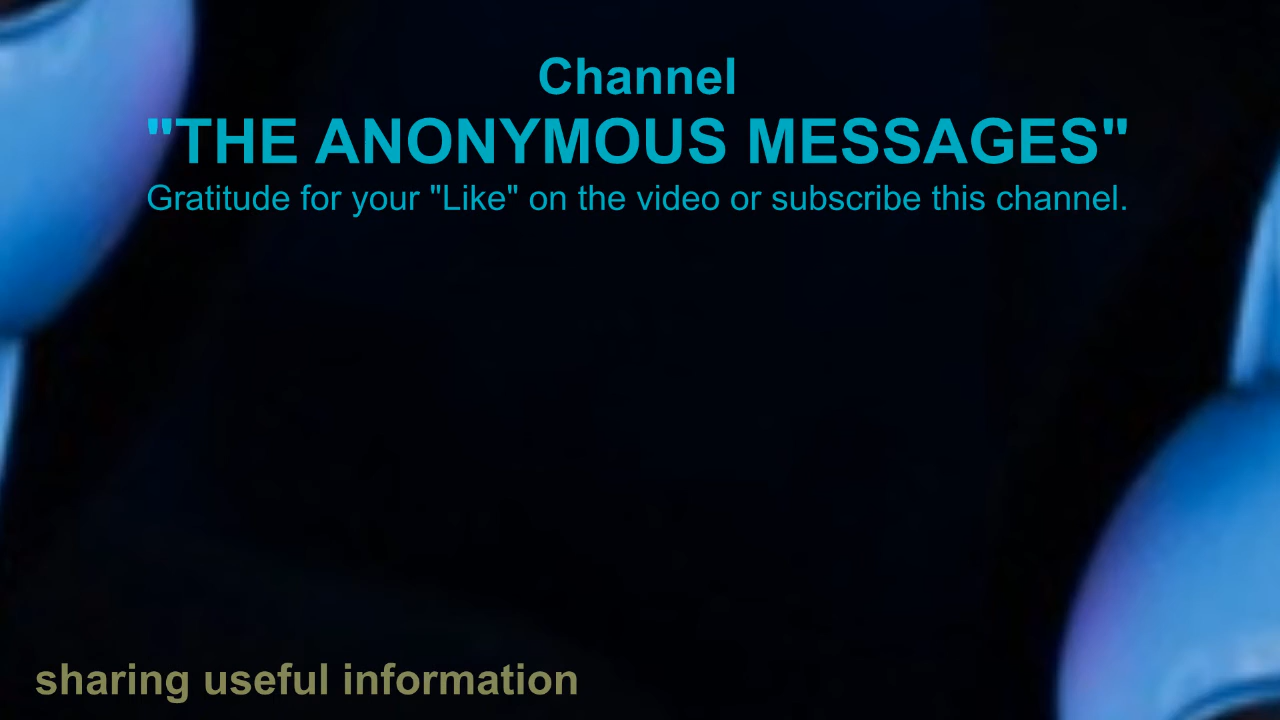 Channel
"THE ANONYMOUS MESSAGES"
Gratitude for your "Like" on the video or subscribe this channel.
sharing useful information